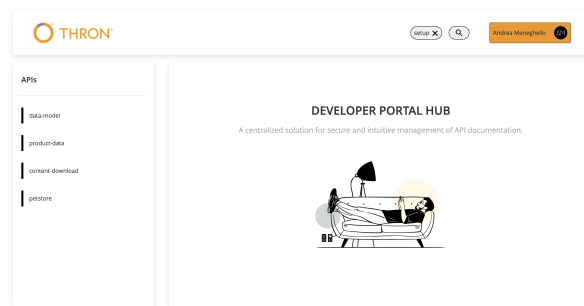 THRON
setup
Andrea Meneghello
AM
APIs
data-model
product-data
content-download
petstore
DEVELOPER PORTAL HUB
A centralized solution for secure and intuitive management of API documentation.